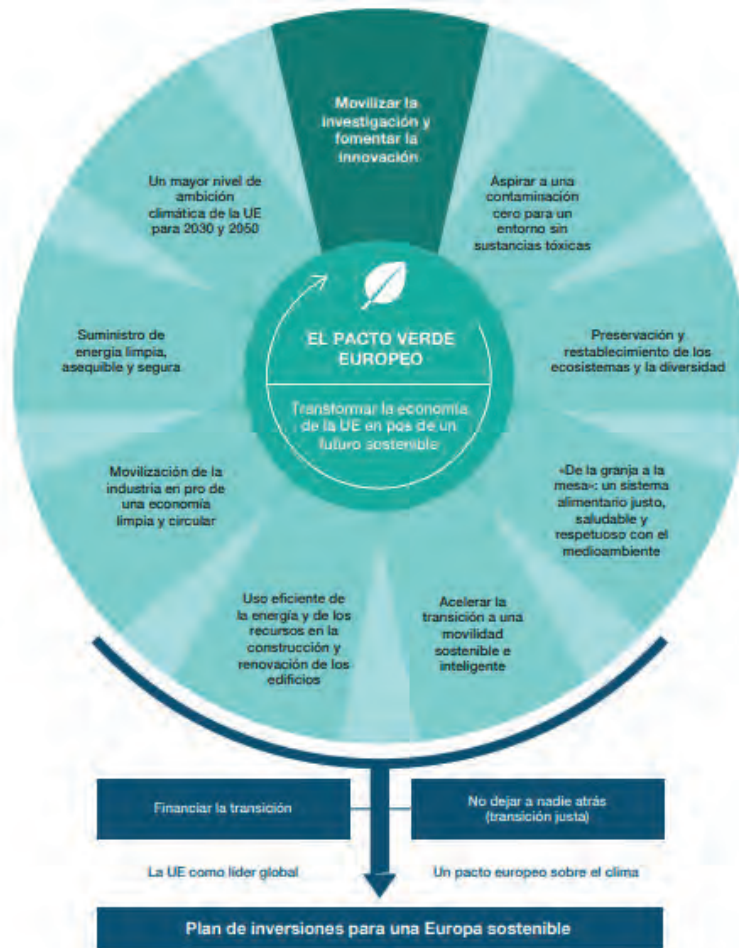 Movilizar la
investigación y
fomentar la
innovación
Un mayor nivel de
ambición
climática de la UE
para 2030 y 2050
Aspirar a una
contaminación
cero para un
entorno sin
sustancias tóxicas
Suministro de
energía limpia,
asequible y segura
EL PACTO VERDE
EUROPEO
Transformar la economía
de la UE en pos de un
futuro sostenible
Preservación y
restablecimiento de los
ecosistemas y la diversidad
Movilización de la
industria en pro de
una economía
limpia y circular
«De la granja a la
mesa»: un sistema
alimentario justo,
saludable y
respetuoso con el
medioambiente
Uso eficiente de
la energía y de los
recursos en la
construcción y
renovación de los
edificios
Acelerar la
transición a una
movilidad
sostenible e
inteligente
Financiar la transición
No dejar a nadie atrás
(transición justa)
La UE como líder global
Un pacto europeo sobre el clima
Plan de inversiones para una Europa sostenible